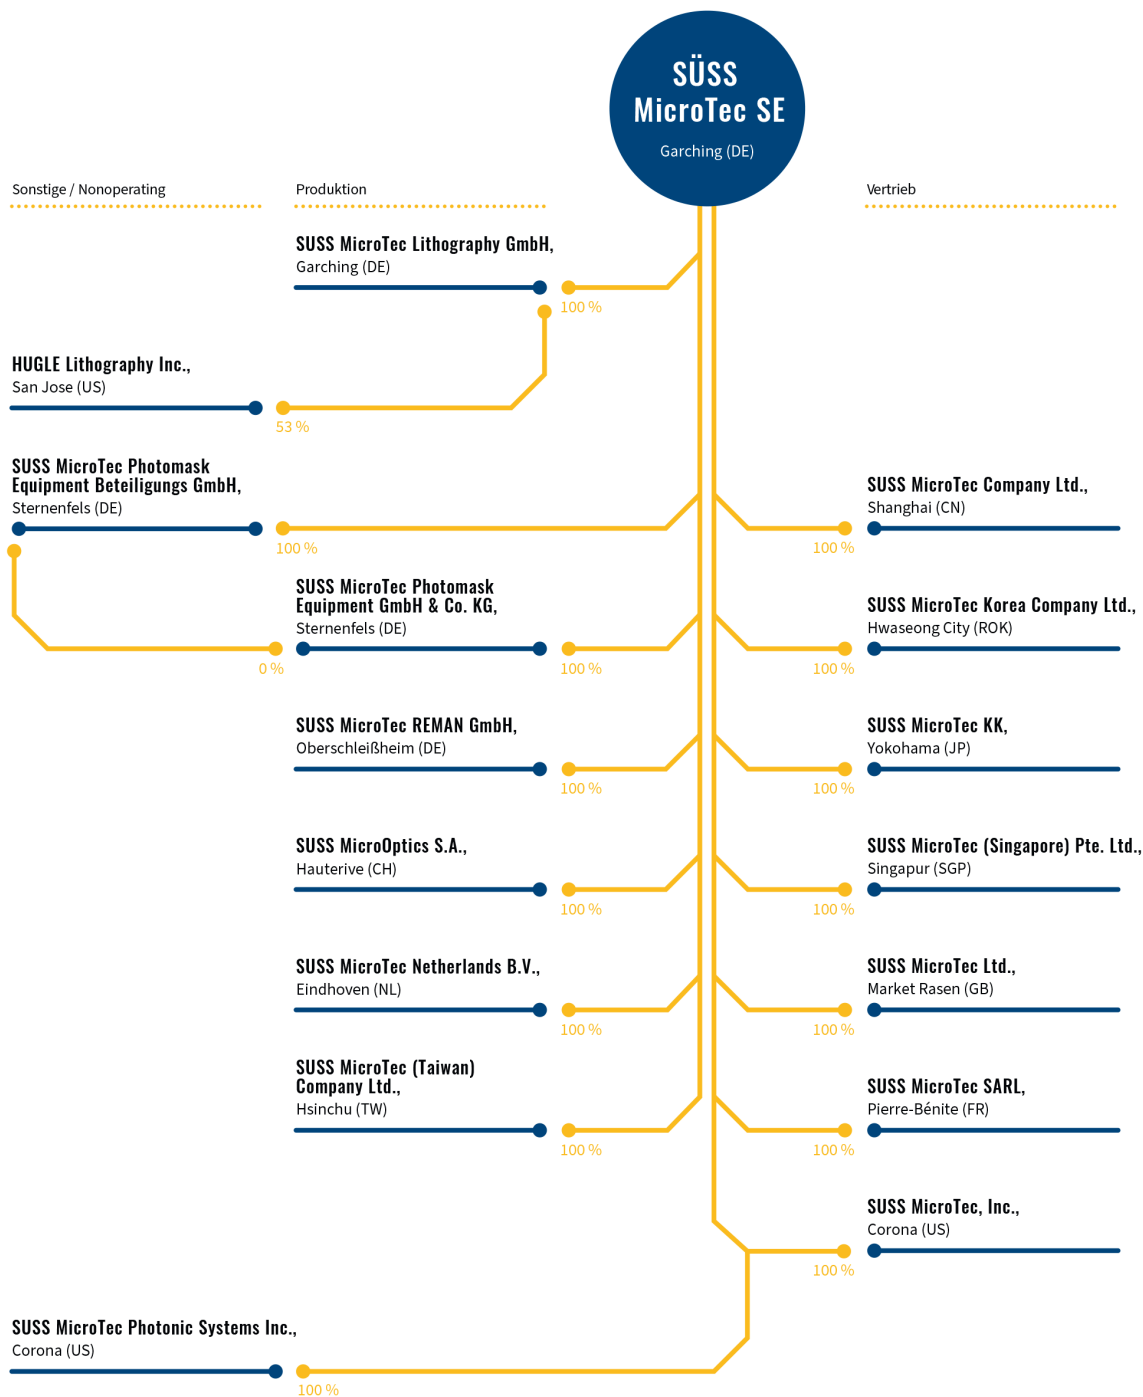 SÜSS
MicroTec SE
Garching (DE)
Sonstige / Nonoperating
Produktion
Vertrieb
SUSS MicroTec Lithography GmbH,
Garching (DE)
100 %
HUGLE Lithography Inc.,
San Jose (US)
53 %
SUSS MicroTec Photomask
Equipment Beteiligungs GmbH,
Sternenfels (DE)
100 %
SUSS MicroTec Company Ltd.,
Shanghai (CN)
100 %
SUSS MicroTec Photomask
Equipment GmbH & Co. KG,
Sternenfels (DE)
0 %
100 %
SUSS MicroTec Korea Company Ltd.,
Hwaseong City (ROK)
100 %
SUSS MicroTec REMAN GmbH,
Oberschleißheim (DE)
100 %
SUSS MicroTec KK,
Yokohama (JP)
100 %
SUSS MicroOptics S.A.,
Hauterive (CH)
100 %
SUSS MicroTec (Singapore) Pte. Ltd.,
Singapur (SGP)
100 %
SUSS MicroTec Netherlands B.V.,
Eindhoven (NL)
100 %
SUSS MicroTec Ltd.,
Market Rasen (GB)
100 %
SUSS MicroTec (Taiwan)
Company Ltd.,
Hsinchu (TW)
100 %
SUSS MicroTec SARL,
Pierre-Bénite (FR)
100 %
SUSS MicroTec, Inc.,
Corona (US)
100 %
SUSS MicroTec Photonic Systems Inc.,
Corona (US)
100 %